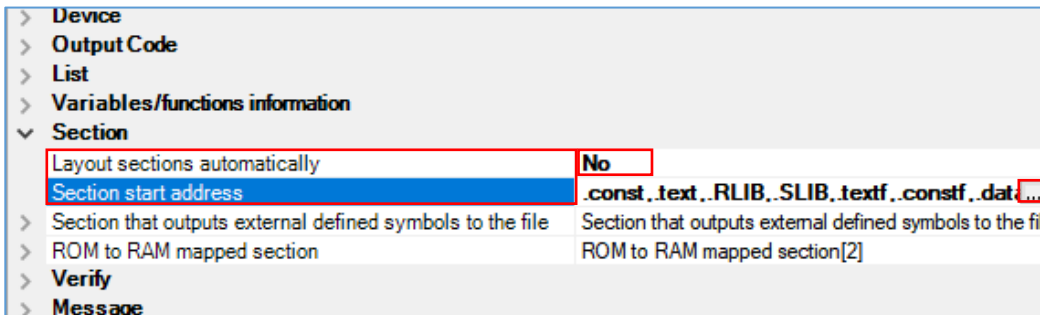 Device
Output Code
List
Variables/functions information
Section
Layout sections automatically No
Section start address .const,.text,.RLIB,.SLIB,.textf,.constf,.data ...
Section that outputs external defined symbols to the file Section that outputs external defined symbols to the fil
ROM to RAM mapped section ROM to RAM mapped section[2]
Verify
Message